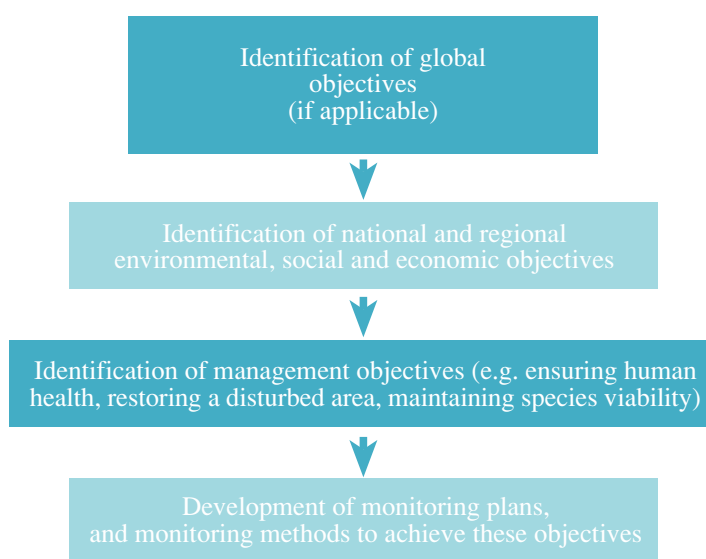 Identification of global
objectives
(if applicable)
Identification of national and regional
environmental, social and economic objectives
Identification of management objectives (e.g. ensuring human
health, restoring a disturbed area, maintaining species viability)
Development of monitoring plans,
and monitoring methods to achieve these objectives